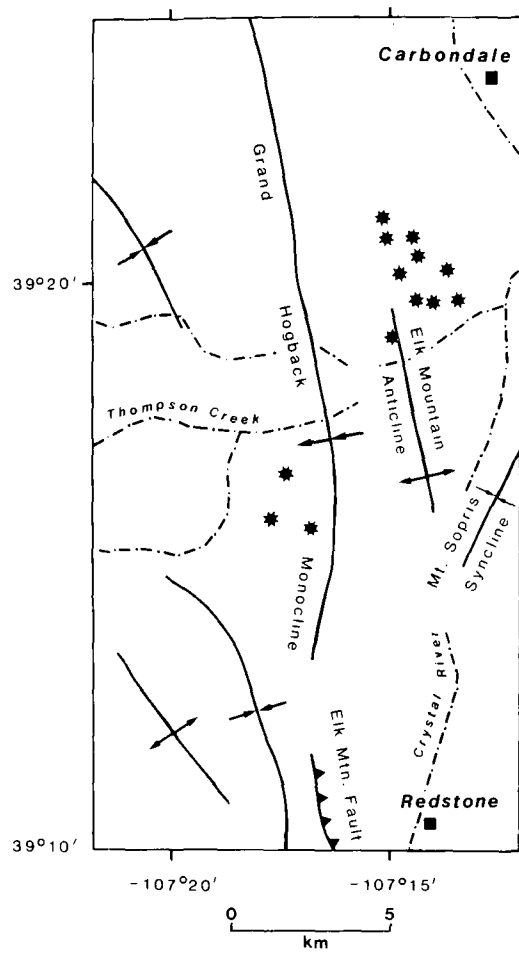 Carbondale
Grand
39°20'
Hogback
Elk Mountain
Anticline
Thompson Creek
Mt. Sopris
Syncline
Monocline
Crystal River
Elk Mtn. Fault
Redstone
39°10'
-107°20'
-107°15'
0 5
km